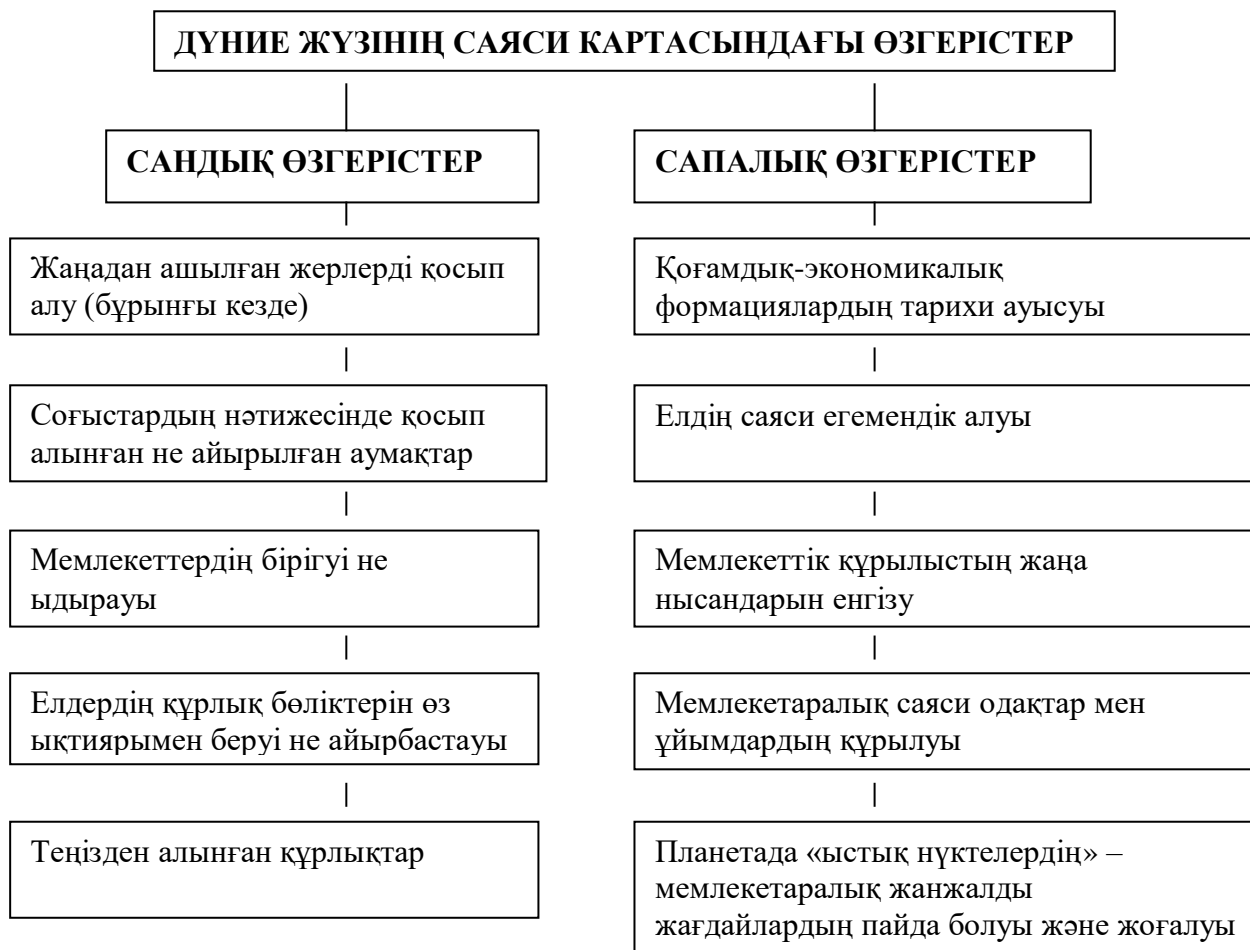 ДҮНИЕ ЖҮЗІНІҢ САЯСИ КАРТАСЫНДАҒЫ ӨЗГЕРІСТЕР
САНДЫҚ ӨЗГЕРІСТЕР
Жаңадан ашылған жерлерді қосып
алу (бұрынғы кезде)
Соғыстардың нәтижесінде қосып
алынған не айырылған аумақтар
Мемлекеттердің бірігуі не
ыдырауы
Елдердің құрлық бөліктерін өз
ықтиярымен беруі не айырбастауы
Теңізден алынған құрлықтар
САПАЛЫҚ ӨЗГЕРІСТЕР
Қоғамдық-экономикалық
формациялардың тарихи ауысуы
Елдің саяси егемендік алуы
Мемлекеттік құрылыстың жаңа
нысандарын енгізу
Мемлекетаралық саяси одақтар мен
ұйымдардың құрылуы
Планетада «ыстық нүктелердің» –
мемлекетаралық жанжалды
жағдайлардың пайда болуы және жоғалуы